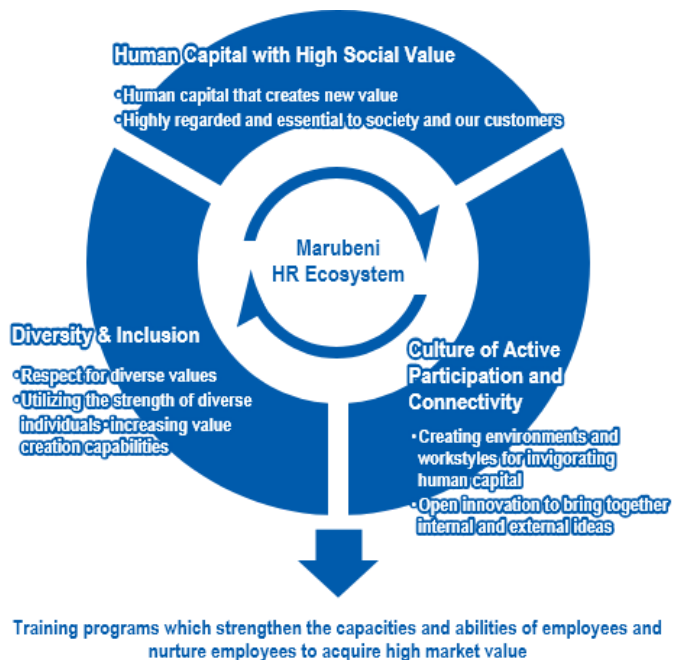 Human Capital with High Social Value
・Human capital that creates new value
・Highly regarded and essential to society and our customers
Marubeni
HR Ecosystem
Diversity & Inclusion
・Respect for diverse values
・Utilizing the strength of diverse
individuals・increasing value
creation capabilities
Culture of Active
Participation and
Connectivity
・Creating environments and
workstyles for invigorating
human capital
・Open innovation to bring together
internal and external ideas
Training programs which strengthen the capacities and abilities of employees and
nurture employees to acquire high market value